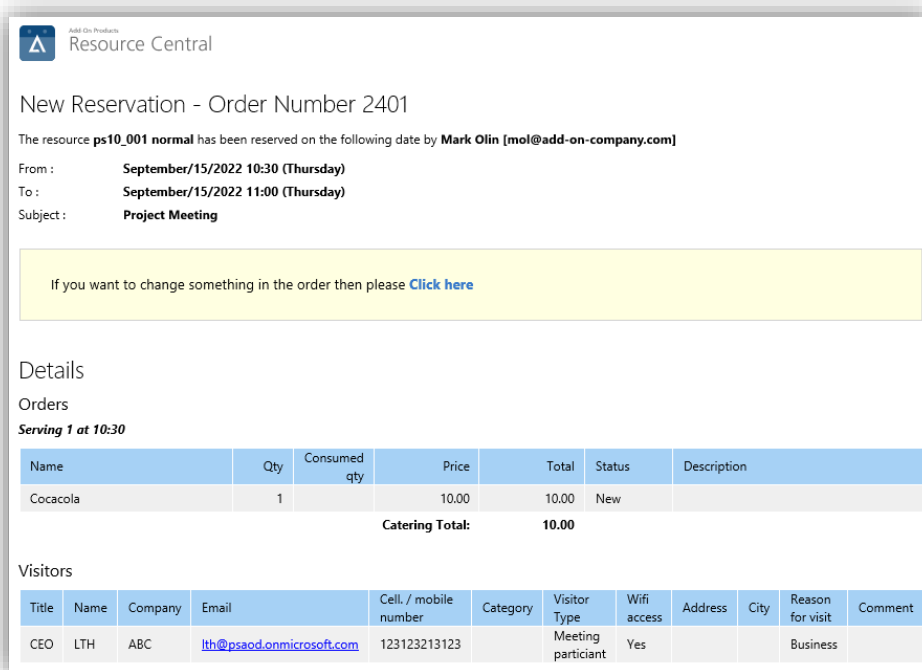 Add-On Products
Resource Central
New Reservation - Order Number 2401
The resource ps10_001 normal has been reserved on the following date by Mark Olin [mol@add-on-company.com]
From : September/15/2022 10:30 (Thursday)
To : September/15/2022 11:00 (Thursday)
Subject : Project Meeting
If you want to change something in the order then please Click here
Details
Orders
Serving 1 at 10:30
Name Qty Consumed qty Price Total Status Description
Cocacola 1 10.00 10.00 New
Catering Total: 10.00
Visitors
Title Name Company Email Cell. / mobile number Category Visitor Type Wifi access Address City Reason for visit Comment
CEO LTH ABC lth@psaod.onmicrosoft.com 123123213123 Meeting particiant Yes Business